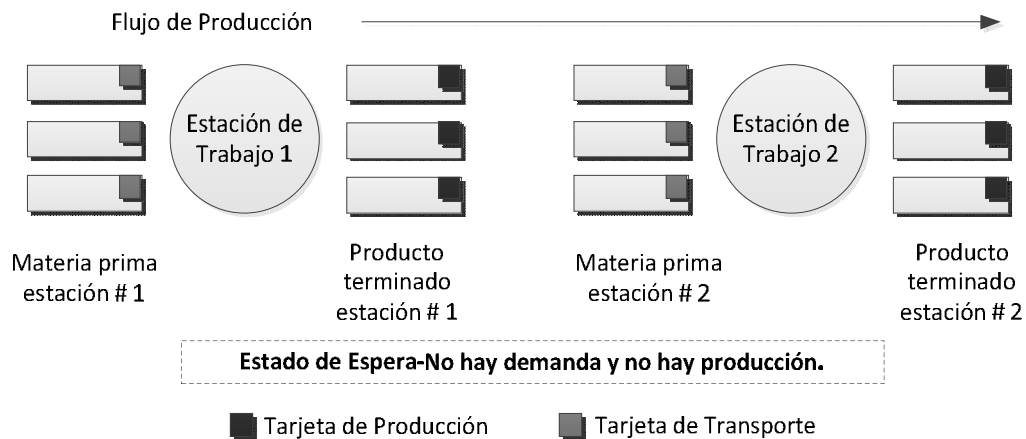 Flujo de Producción
Estación de
Trabajo 1
Estación de
Trabajo 2
Materia prima
estación # 1
Producto
terminado
estación # 1
Materia prima
estación # 2
Producto
terminado
estación # 2
Estado de Espera-No hay demanda y no hay producción.
Tarjeta de Producción
Tarjeta de Transporte